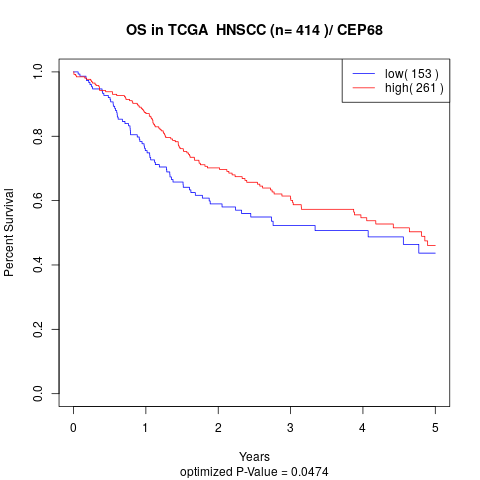 OS in TCGA  HNSCC (n= 414 )/ CEP68
low( 153 )
high( 261 )
Percent Survival
1.0
0.8
0.6
0.4
0.2
0.0
0 1 2 3 4 5
Years
optimized P-Value = 0.0474